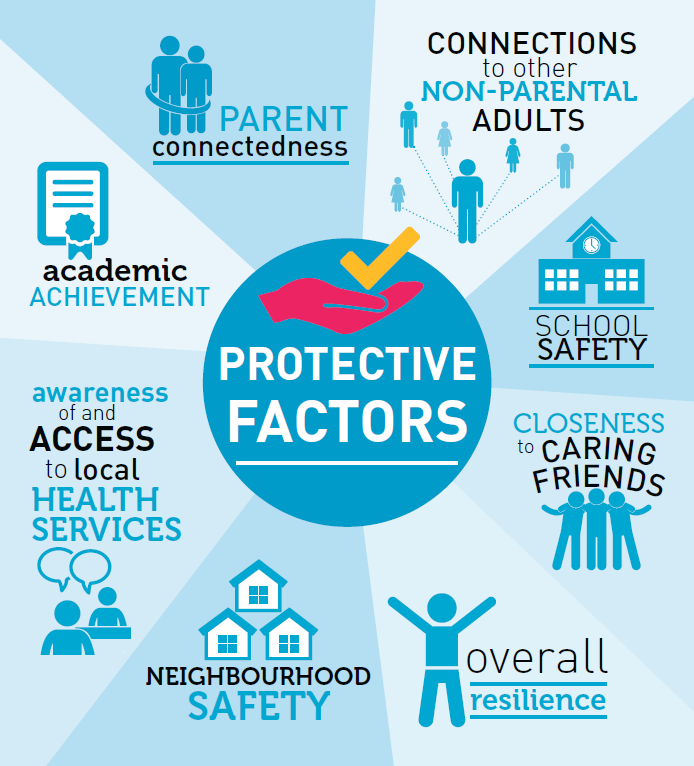 PARENT
connectedness
CONNECTIONS
to other
NON-PARENTAL
ADULTS
academic
ACHIEVEMENT
SCHOOL
SAFETY
PROTECTIVE
FACTORS
awareness
of and
ACCESS
to local
HEALTH
SERVICES
CLOSENESS
to CARING
FRIENDS
NEIGHBOURHOOD
SAFETY
overall
resilience